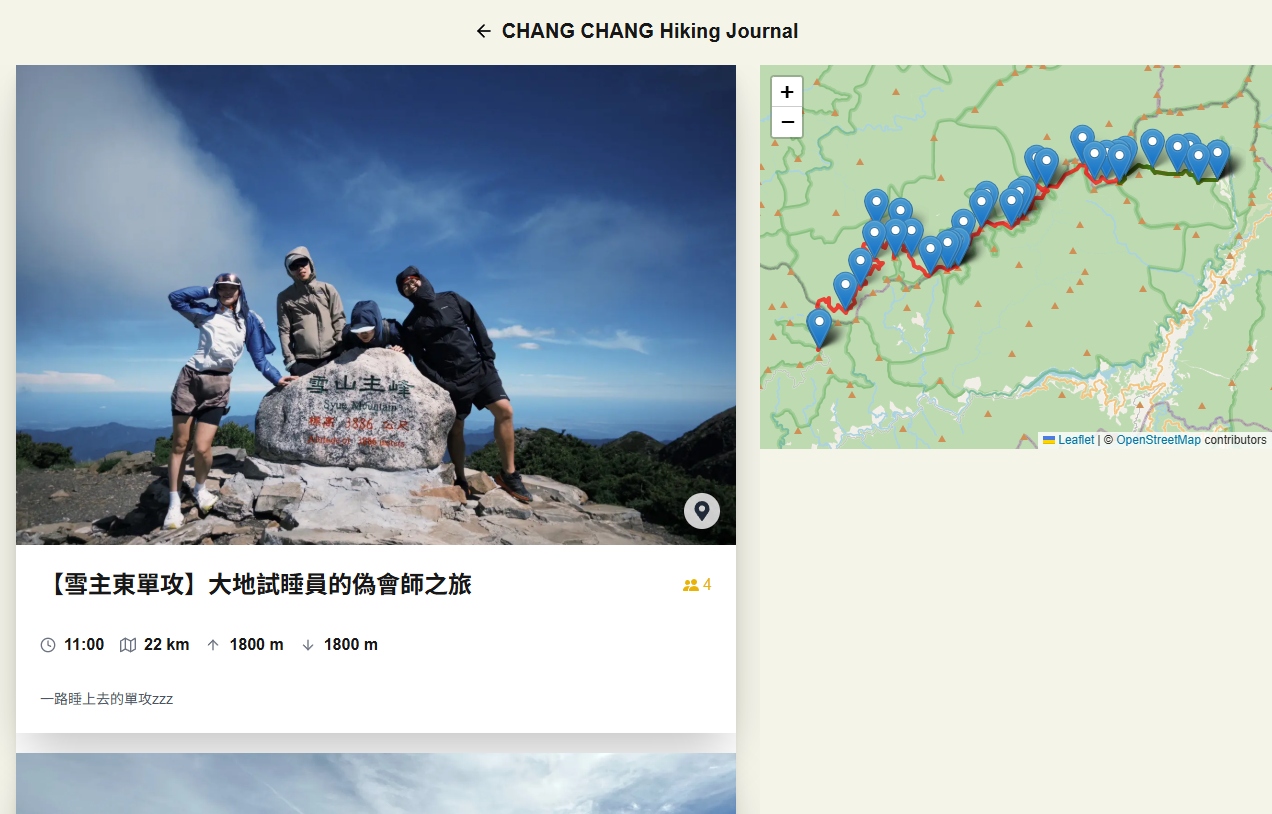 CHANG CHANG Hiking Journal
+
−
雪山主峰
Syue Mountain
標高 3886 公尺
Leaflet | © OpenStreetMap contributors
【雪主東單攻】大地試睡員的偽會師之旅
4
11:00 22 km 1800 m 1800 m
一路睡上去的單攻zzz